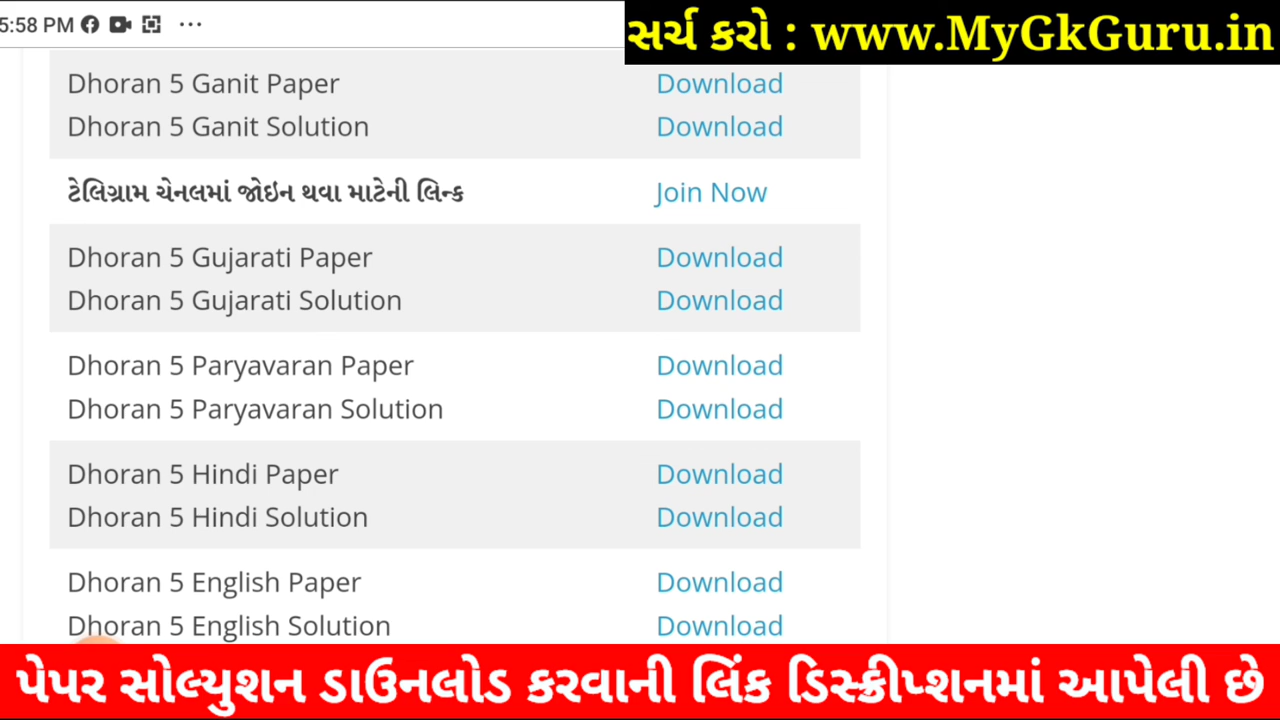 5:58 PM
સર્ચ કરો : www.MyGkGuru.in
Dhoran 5 Ganit Paper Download
Dhoran 5 Ganit Solution Download
ટેલિગ્રામ ચેનલમાં જોઇન થવા માટેની લિન્ક Join Now
Dhoran 5 Gujarati Paper Download
Dhoran 5 Gujarati Solution Download
Dhoran 5 Paryavaran Paper Download
Dhoran 5 Paryavaran Solution Download
Dhoran 5 Hindi Paper Download
Dhoran 5 Hindi Solution Download
Dhoran 5 English Paper Download
Dhoran 5 English Solution Download
પેપર સોલ્યુશન ડાઉનલોડ કરવાની લિંક ડિસ્ક્રીપ્શનમાં આપેલી છે